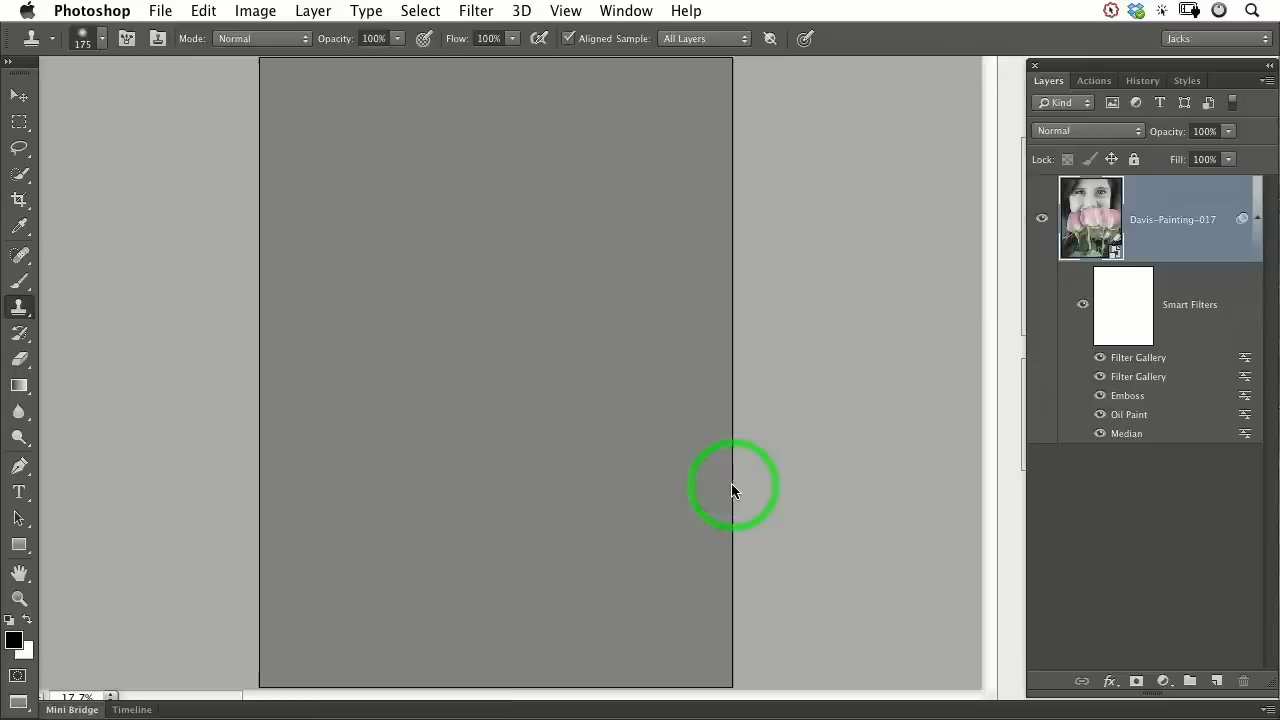 Photoshop File Edit Image Layer Type Select Filter 3D View Window Help
175 Mode: Normal Opacity: 100% Flow: 100% Aligned Sample: All Layers Jacks
Layers Actions History Styles
Kind
Normal Opacity: 100%
Lock: Fill: 100%
Davis-Painting-017
Smart Filters
Filter Gallery
Filter Gallery
Emboss
Oil Paint
Median
17.7%
Mini Bridge Timeline